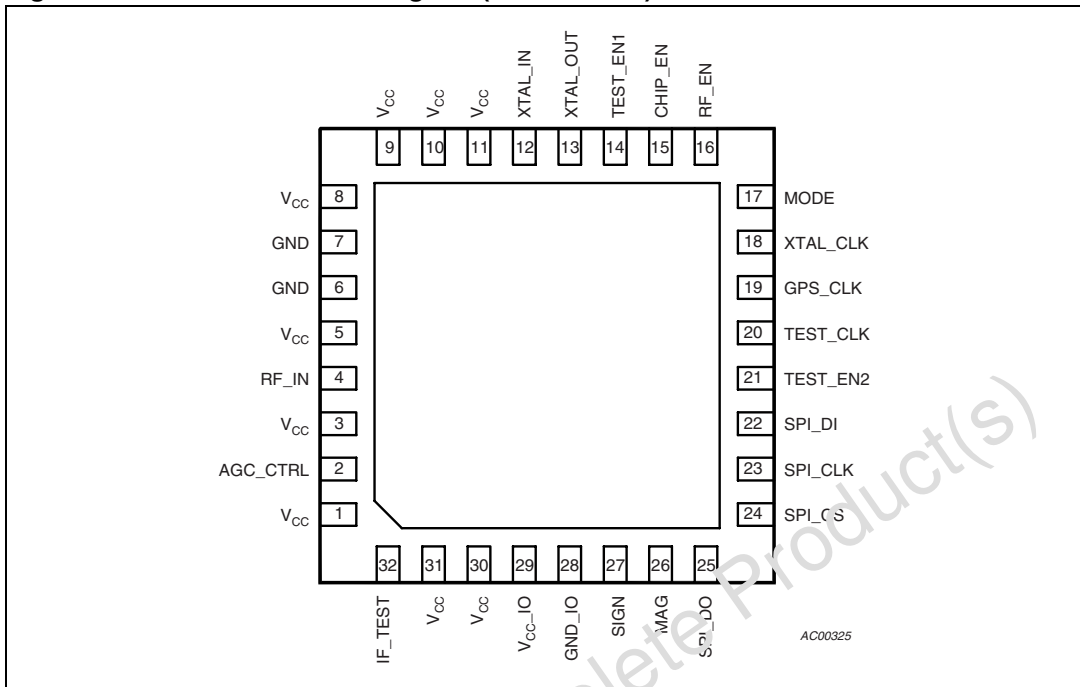 XTAL_IN
XTAL_OUT
TEST_EN1
CHIP_EN
RF_EN
VCC
VCC
VCC
9
10
11
12
13
14
15
16
VCC 8
GND 7
GND 6
VCC 5
RF_IN 4
VCC 3
AGC_CTRL 2
VCC 1
17 MODE
18 XTAL_CLK
19 GPS_CLK
20 TEST_CLK
21 TEST_EN2
22 SPI_DI
23 SPI_CLK
24 SPI_CS
32
31
30
29
28
27
26
25
IF_TEST
VCC
VCC
VCC_IO
GND_IO
SIGN
MAG
SPI_DO
AC00325
lete Product(s)